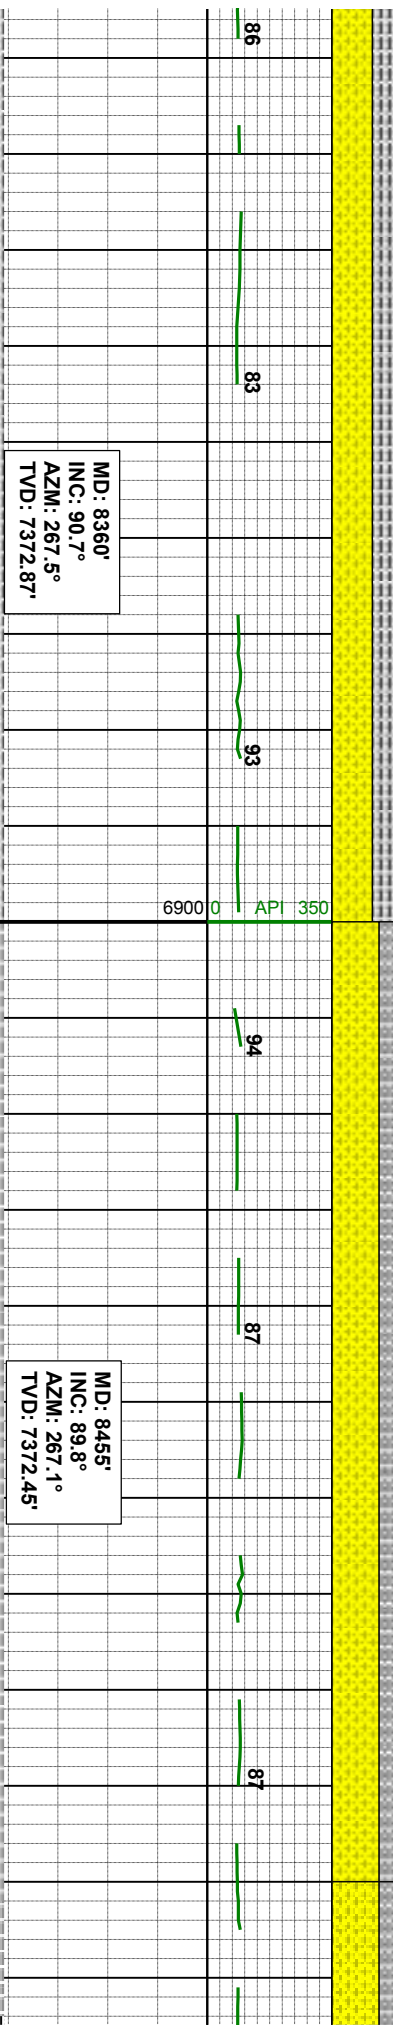 86
83
MD: 8360'
INC: 90.7°
AZM: 267.5°
TVD: 7372.87'
93
6900 0 API 350
94
87
MD: 8455'
INC: 89.8°
AZM: 267.1°
TVD: 7372.45'
87